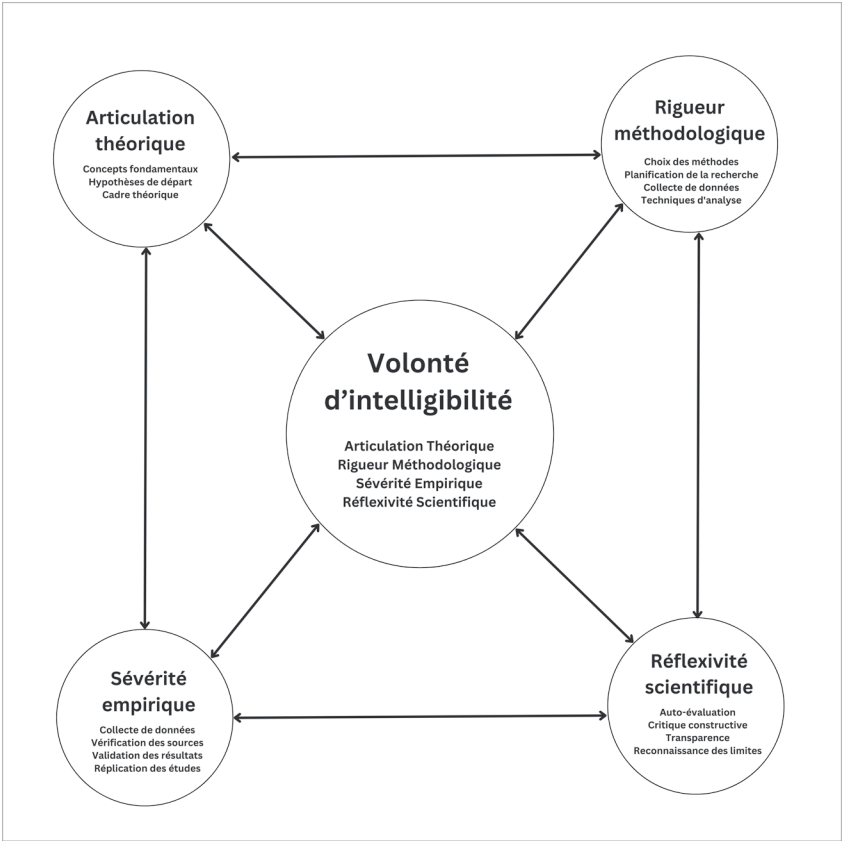 Articulation
théorique
Concepts fondamentaux
Hypothèses de départ
Cadre théorique
Rigueur
méthodologique
Choix des méthodes
Planification de la recherche
Collecte de données
Techniques d'analyse
Volonté
d’intelligibilité
Articulation Théorique
Rigueur Méthodologique
Sévérité Empirique
Réflexivité Scientifique
Sévérité
empirique
Collecte de données
Vérification des sources
Validation des résultats
Réplication des études
Réflexivité
scientifique
Auto-évaluation
Critique constructive
Transparence
Reconnaissance des limites